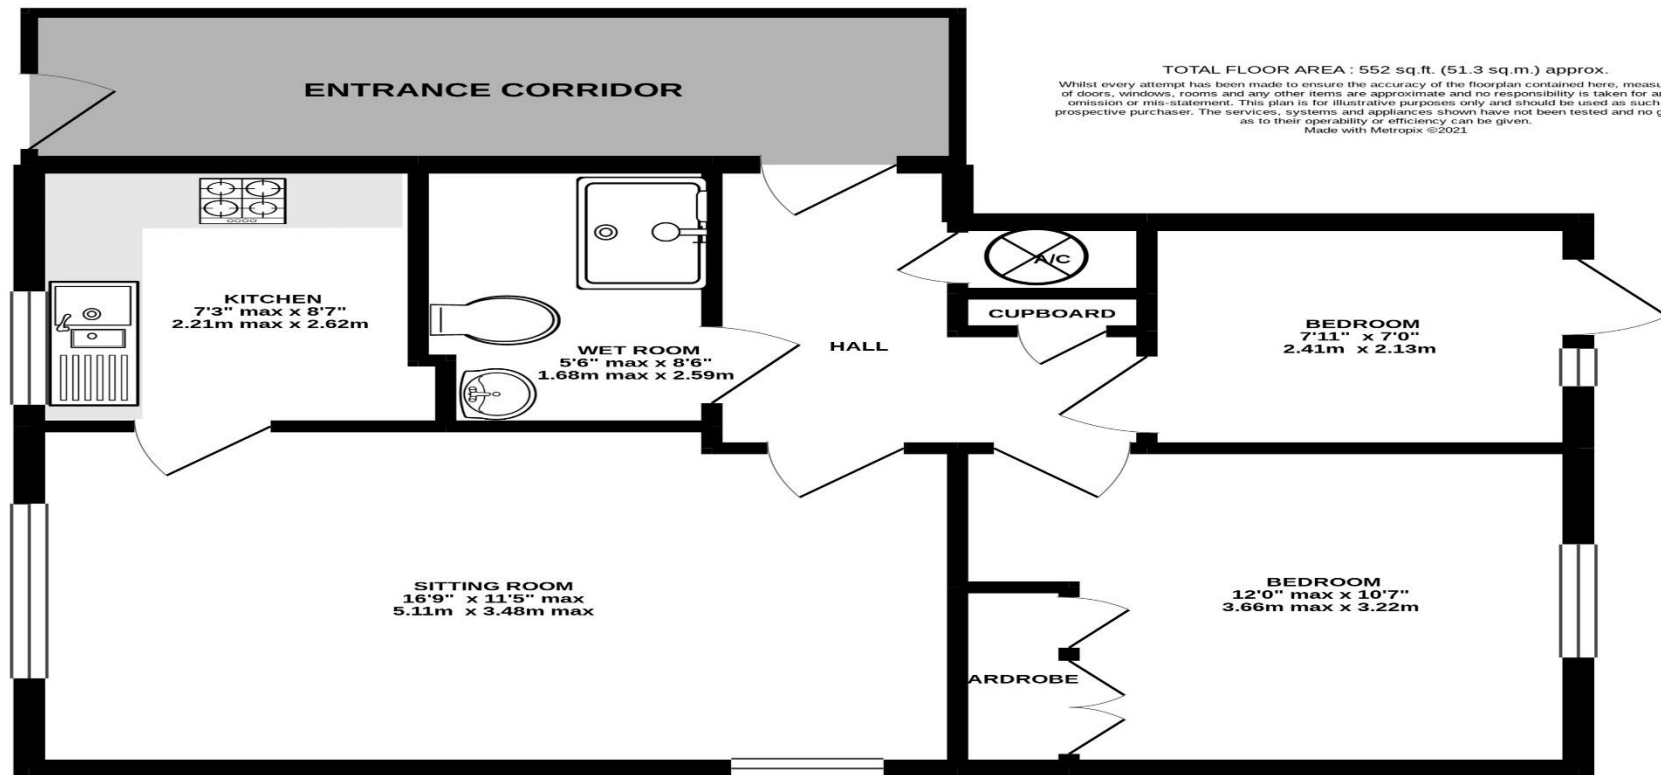 ENTRANCE CORRIDOR
TOTAL FLOOR AREA : 552 sq.ft. (51.3 sq.m.) approx.
Whilst every attempt has been made to ensure the accuracy of the floorplan contained here,
of doors, windows, rooms and any other items are approximate and no responsibility is taken for
omission or mis-statement. This plan is for illustrative purposes only and should be used as such
prospective purchaser. The services, systems and appliances shown have not been tested and no
as to their operability or efficiency can be given.
Made with Metropix ©2021
KITCHEN
7'3" max x 8'7"
2.21m max x 2.62m
WET ROOM
5'6" max x 8'6"
1.68m max x 2.59m
HALL
A/C
CUPBOARD
BEDROOM
7'11" x 7'0"
2.41m x 2.13m
SITTING ROOM
16'9" x 11'5" max
5.11m x 3.48m max
BEDROOM
12'0" max x 10'7"
3.66m max x 3.22m
ARDROBE